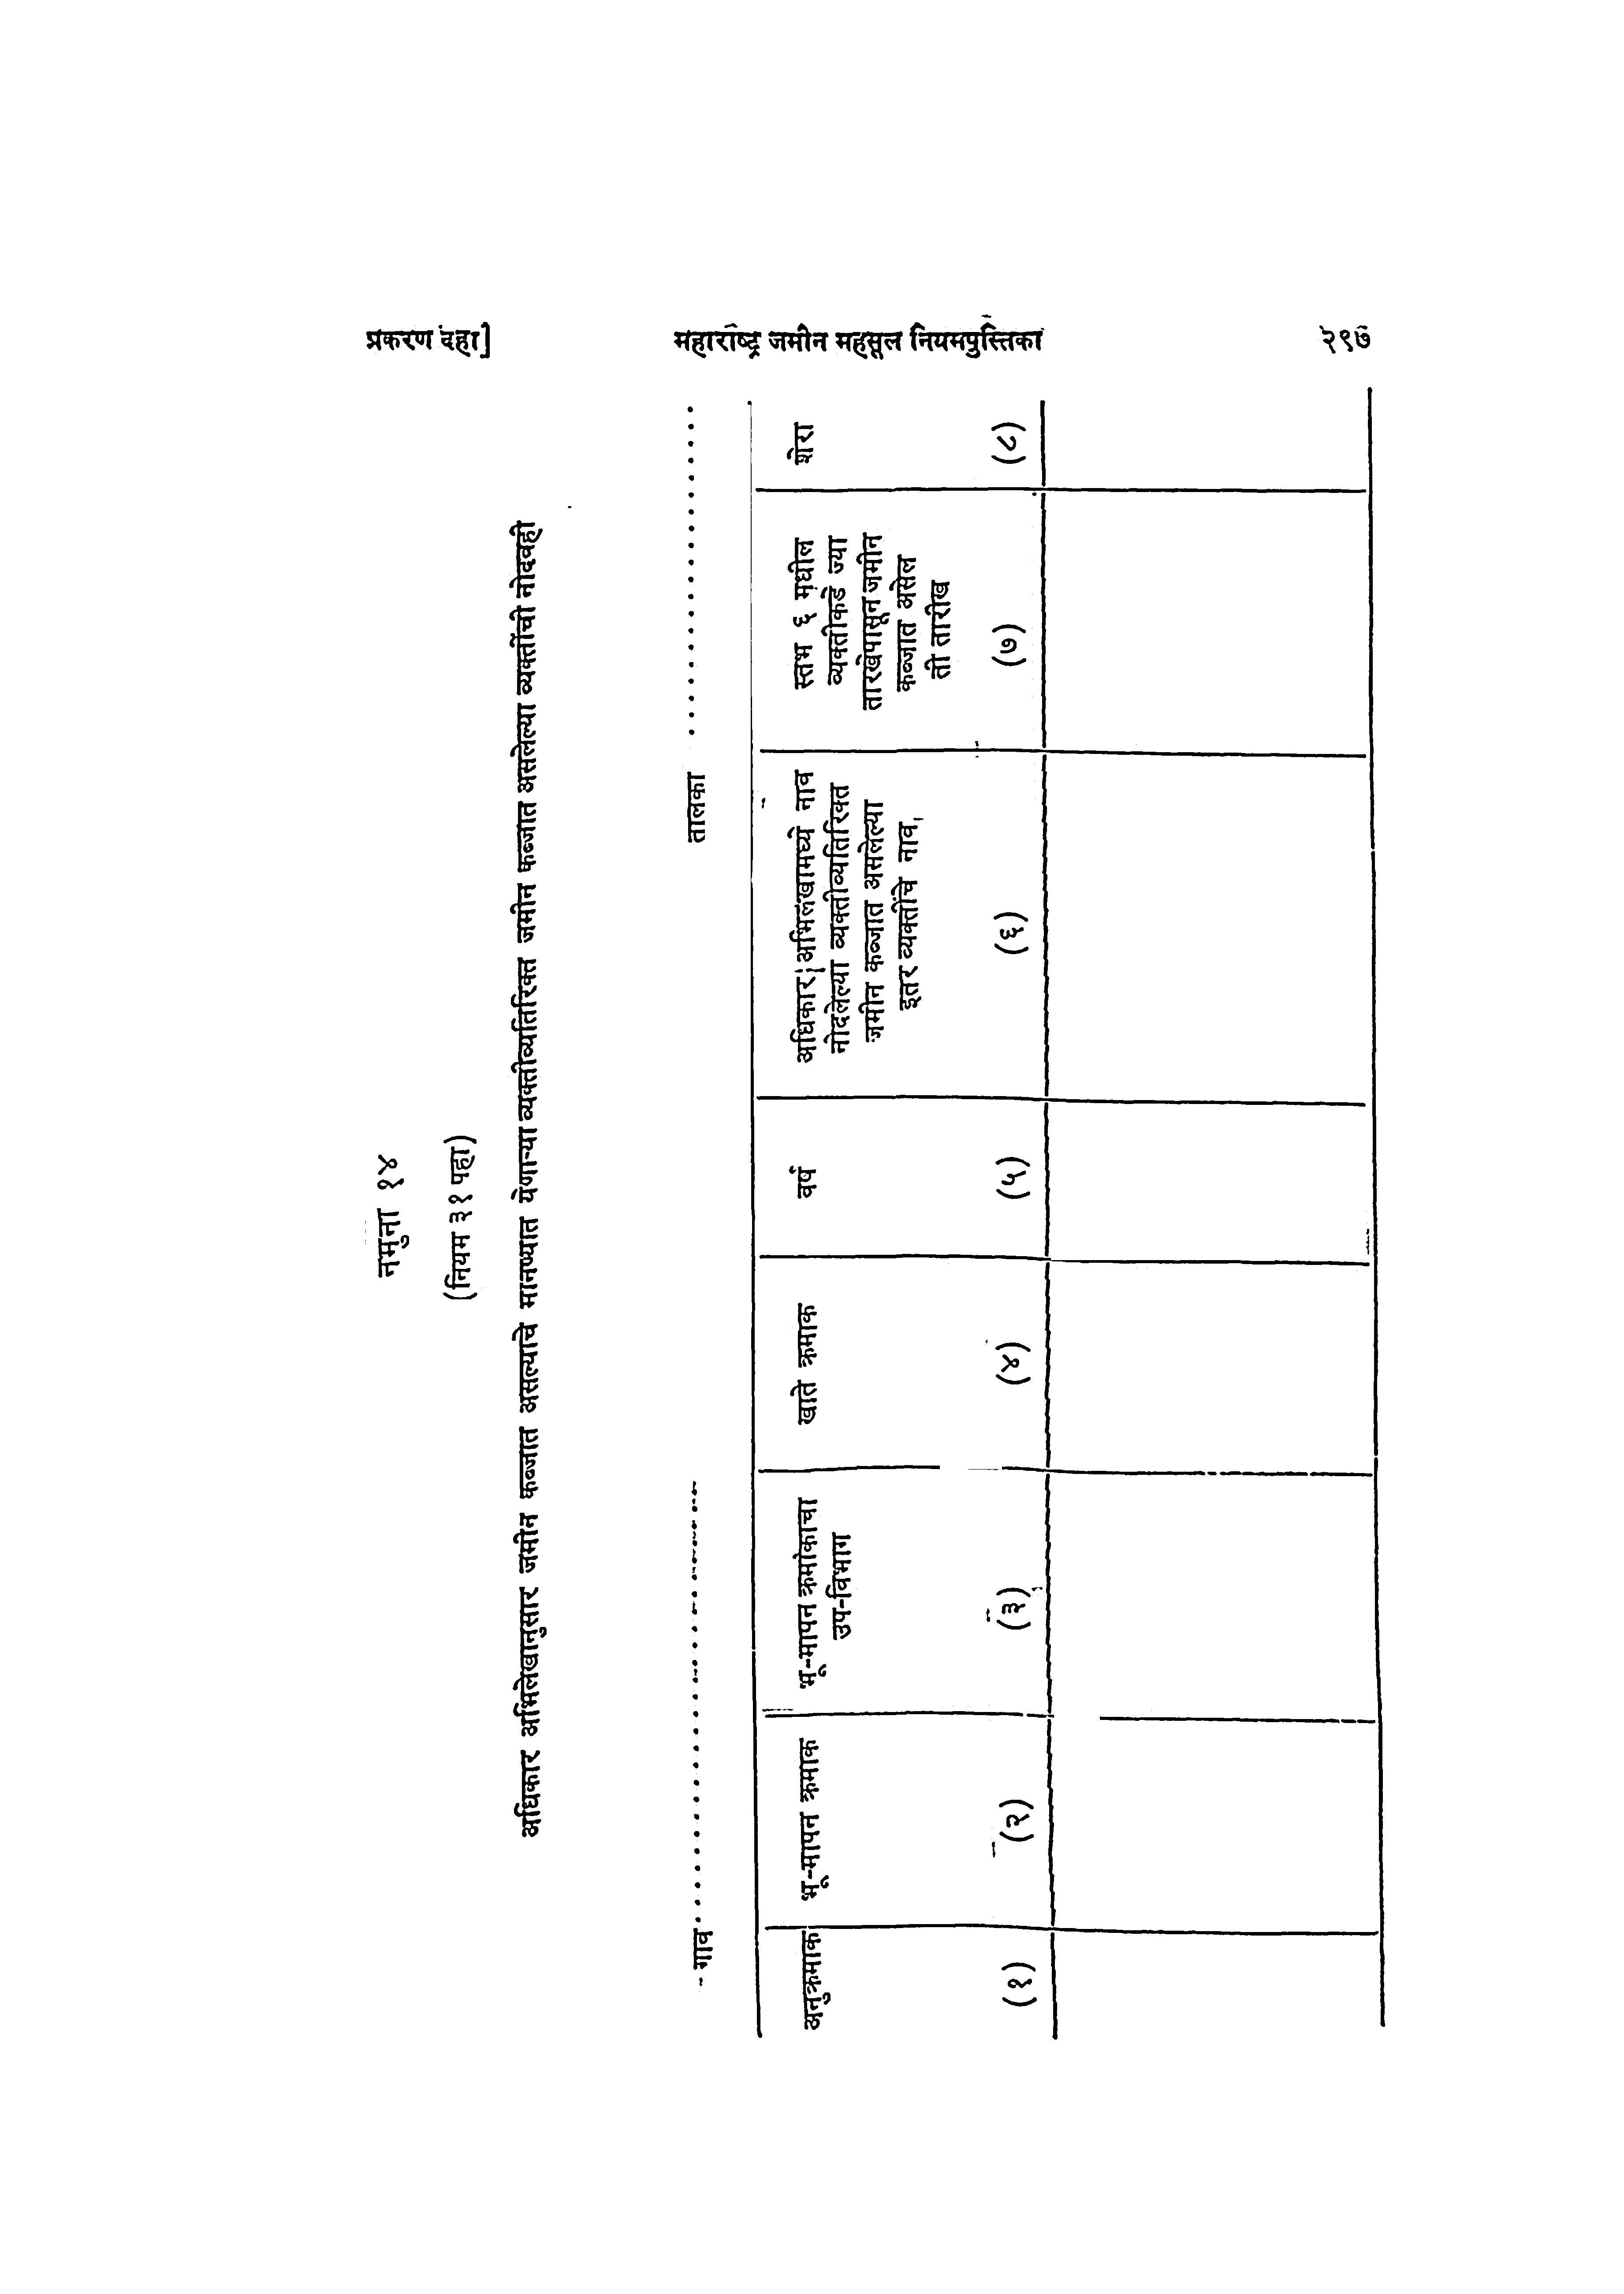 प्रकरण दहा] महाराष्ट्र जमीन महसूल नियमपुस्तिका २९७
नमुना १४
(नियम ३१ पहा)
अधिकार अभिलेखानुसार जमीन कब्जात असल्याचे मानण्यात येणाऱ्या व्यक्तीव्यतिरिक्त जमीन कब्जात असलेल्या व्यक्तींची नोदवही
गाव . . . . . . . . . . . . . . . . . . . . तालका . . . . . . . . . . . . . . . . . . . .
अनुक्रमाक
(१)
भू-मापन क्रमाक
(२)
भू-मापन क्रमांकाचा
उप-विभाग
(३)
खाते क्रमाक
(४)
वर्ष
(५)
अधिकार अभिलखामध्ये नाव
नोदलेल्या व्यक्तीव्यतिरिक्त
जमीन कब्जात असलेल्या
इतर व्यक्तींचे नाव
(६)
स्तभ ६ मधील
व्यक्तीकडे ज्या
तारखेपासून जमीन
कब्जात असेल
ती तारीख
(७)
शेरा
(८)